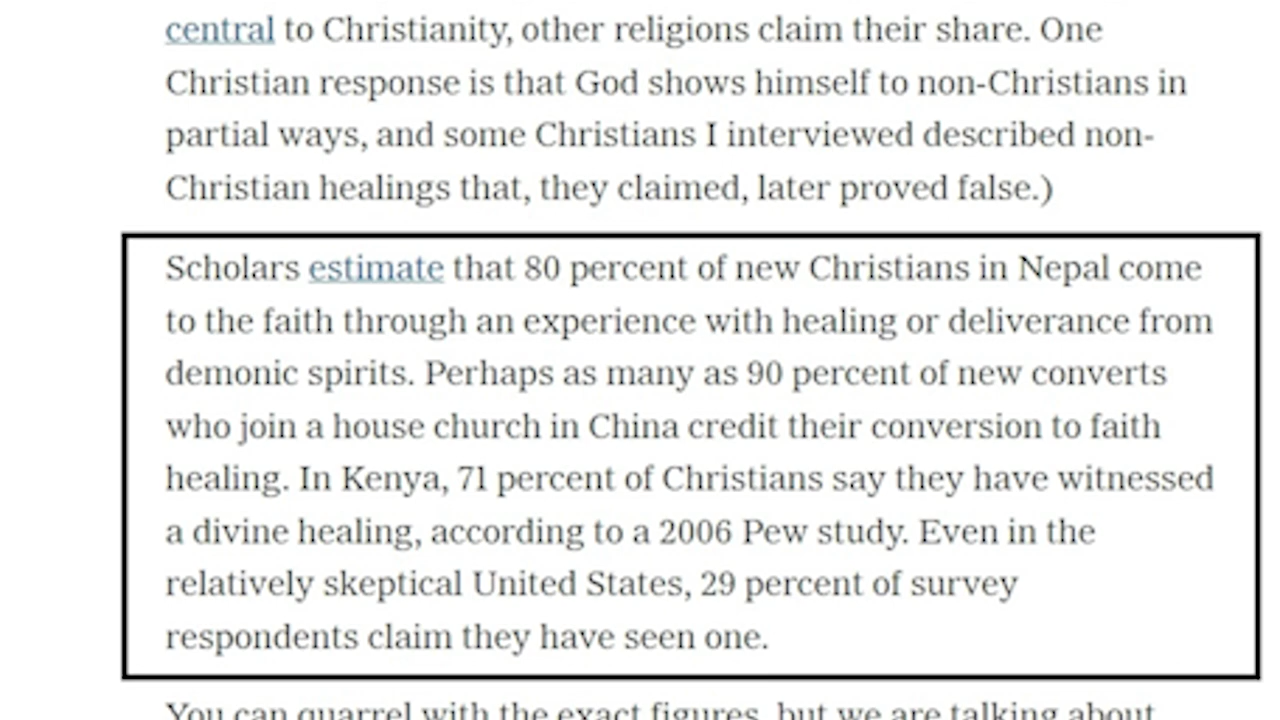 central to Christianity, other religions claim their share. One
Christian response is that God shows himself to non-Christians in
partial ways, and some Christians I interviewed described non-
Christian healings that, they claimed, later proved false.)
Scholars estimate that 80 percent of new Christians in Nepal come
to the faith through an experience with healing or deliverance from
demonic spirits. Perhaps as many as 90 percent of new converts
who join a house church in China credit their conversion to faith
healing. In Kenya, 71 percent of Christians say they have witnessed
a divine healing, according to a 2006 Pew study. Even in the
relatively skeptical United States, 29 percent of survey
respondents claim they have seen one.
You can quarrel with the exact figures, but we are talking about